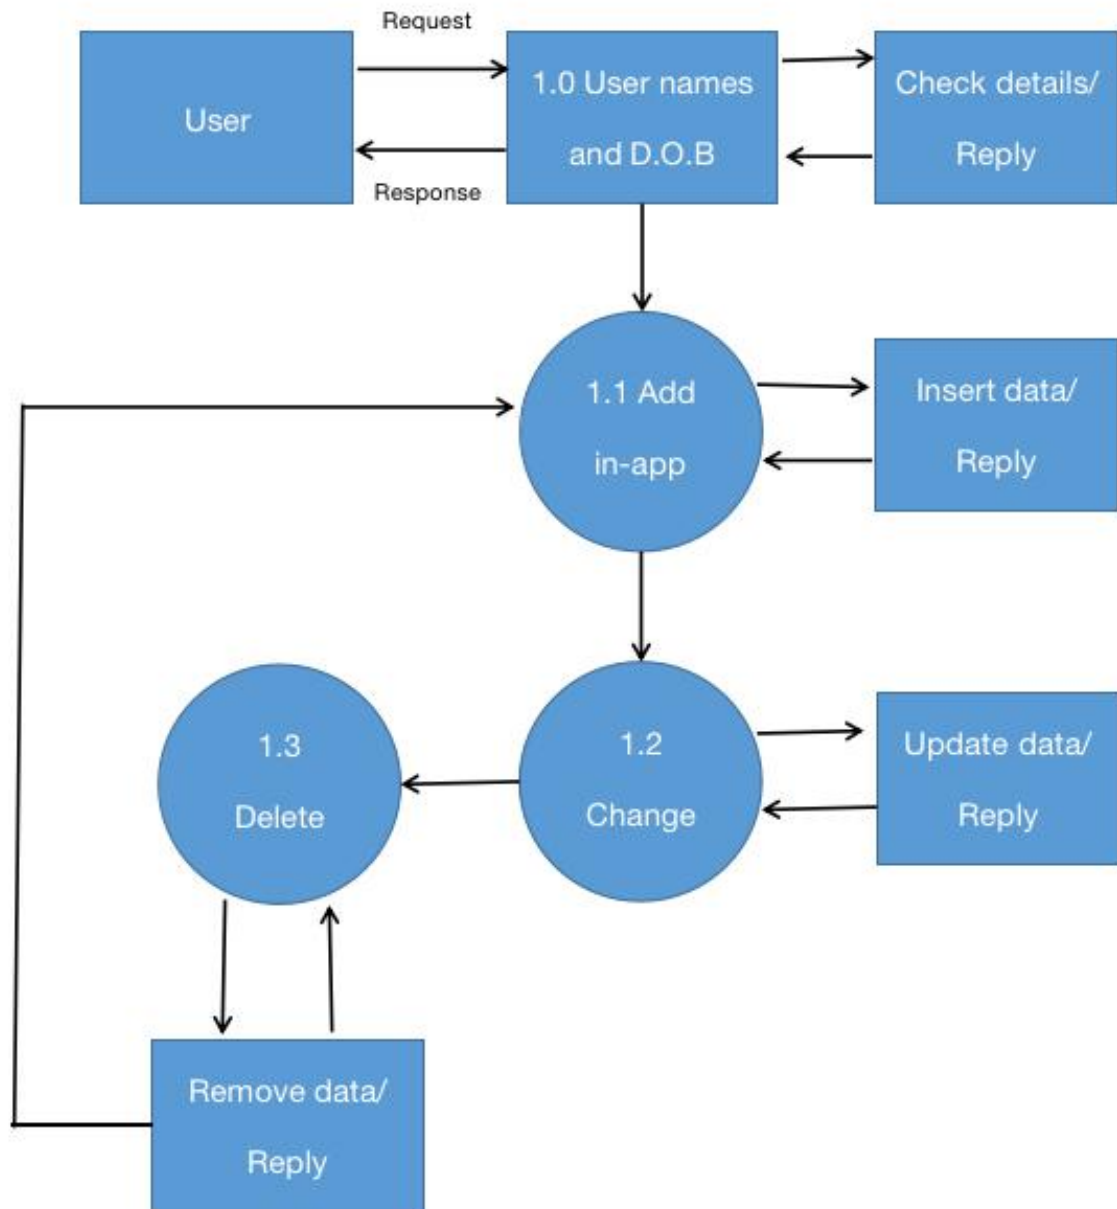 Request
User
1.0 User names
and D.O.B
Check details/
Reply
Response
1.1 Add
in-app
Insert data/
Reply
1.3
Delete
1.2
Change
Update data/
Reply
Remove data/
Reply